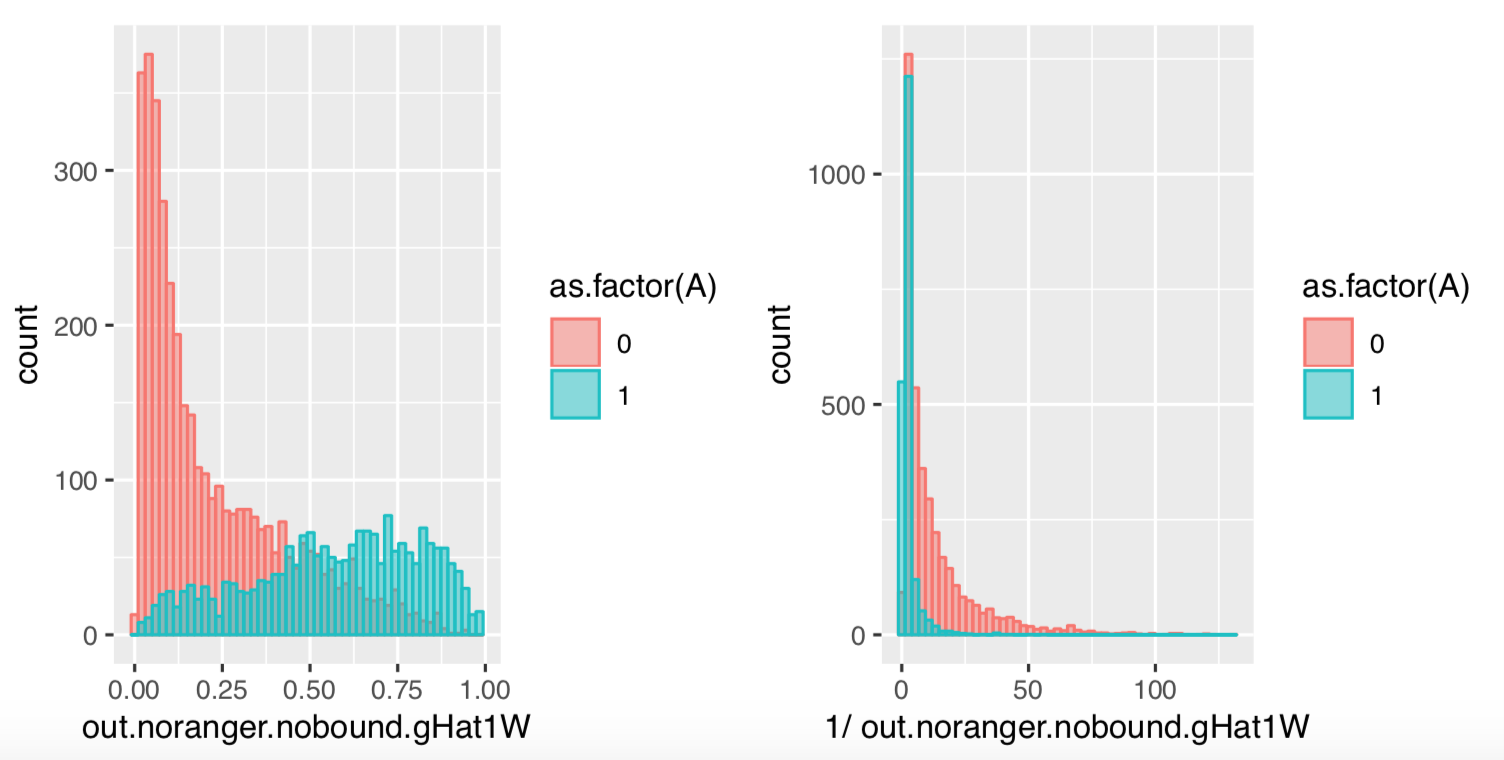 count
300
200
100
0
0.00 0.25 0.50 0.75 1.00
out.noranger.nobound.gHat1W
as.factor(A)
0
1
count
1000
500
0
0 50 100
1/ out.noranger.nobound.gHat1W
as.factor(A)
0
1